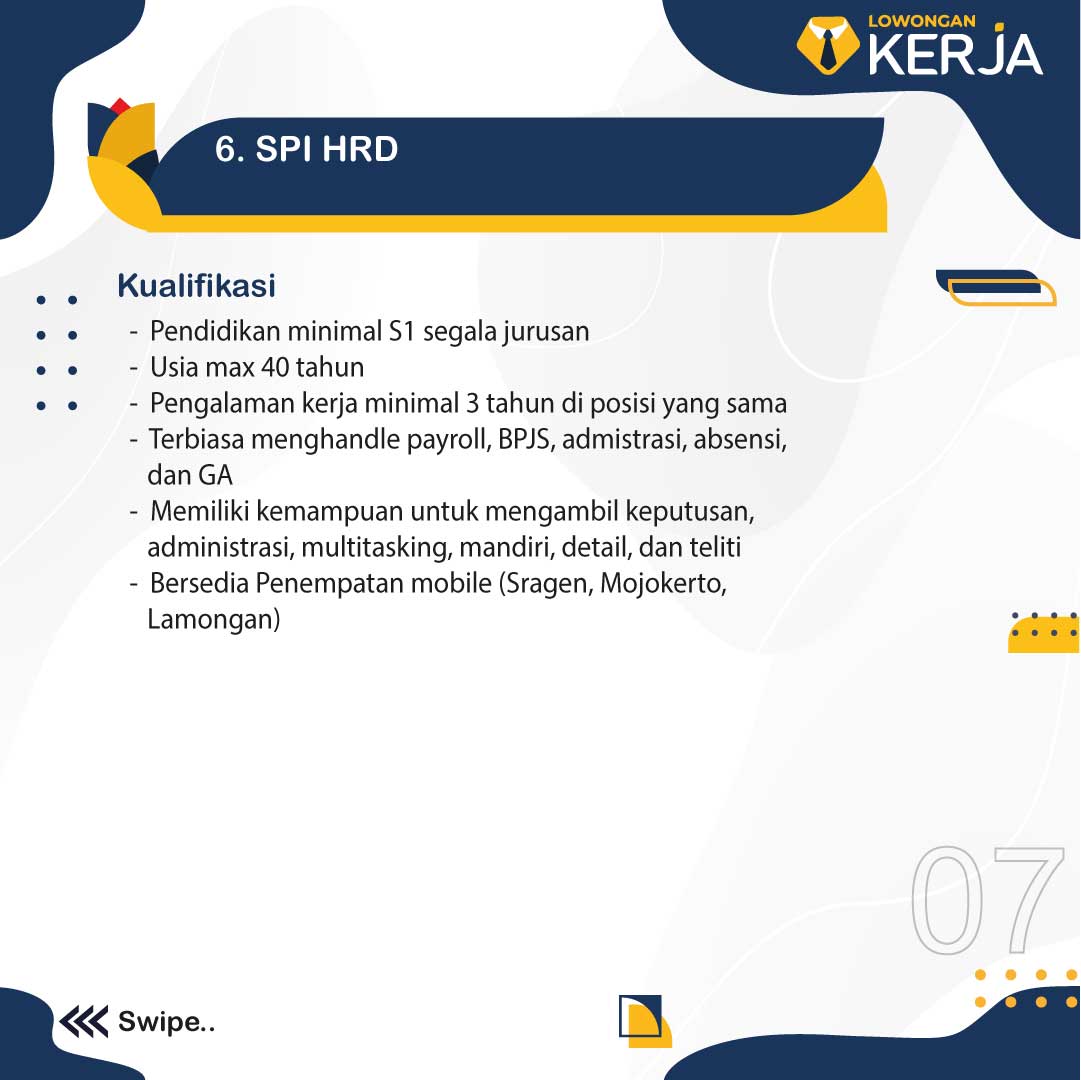 LOWONGAN
KERJA
6. SPI HRD
Kualifikasi
- Pendidikan minimal S1 segala jurusan
- Usia max 40 tahun
- Pengalaman kerja minimal 3 tahun di posisi yang sama
- Terbiasa menghandle payroll, BPJS, admistrasi, absensi,
dan GA
- Memiliki kemampuan untuk mengambil keputusan,
administrasi, multitasking, mandiri, detail, dan teliti
- Bersedia Penempatan mobile (Sragen, Mojokerto,
Lamongan)
07
Swipe..